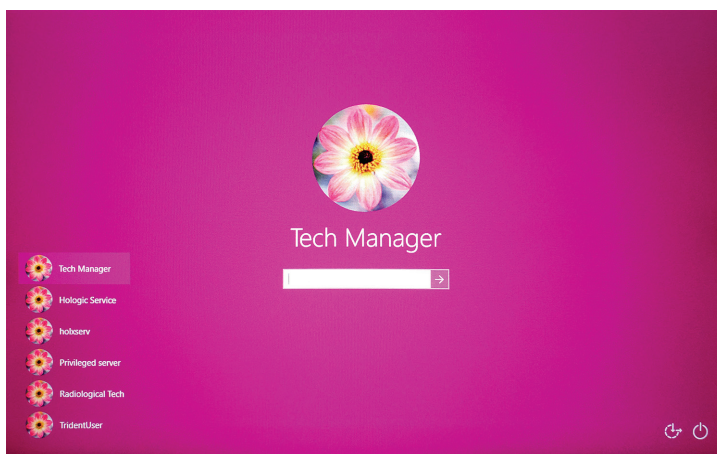 Tech Manager
Tech Manager
Hologic Service
holxserv
Privileged server
Radiological Tech
TridentUser